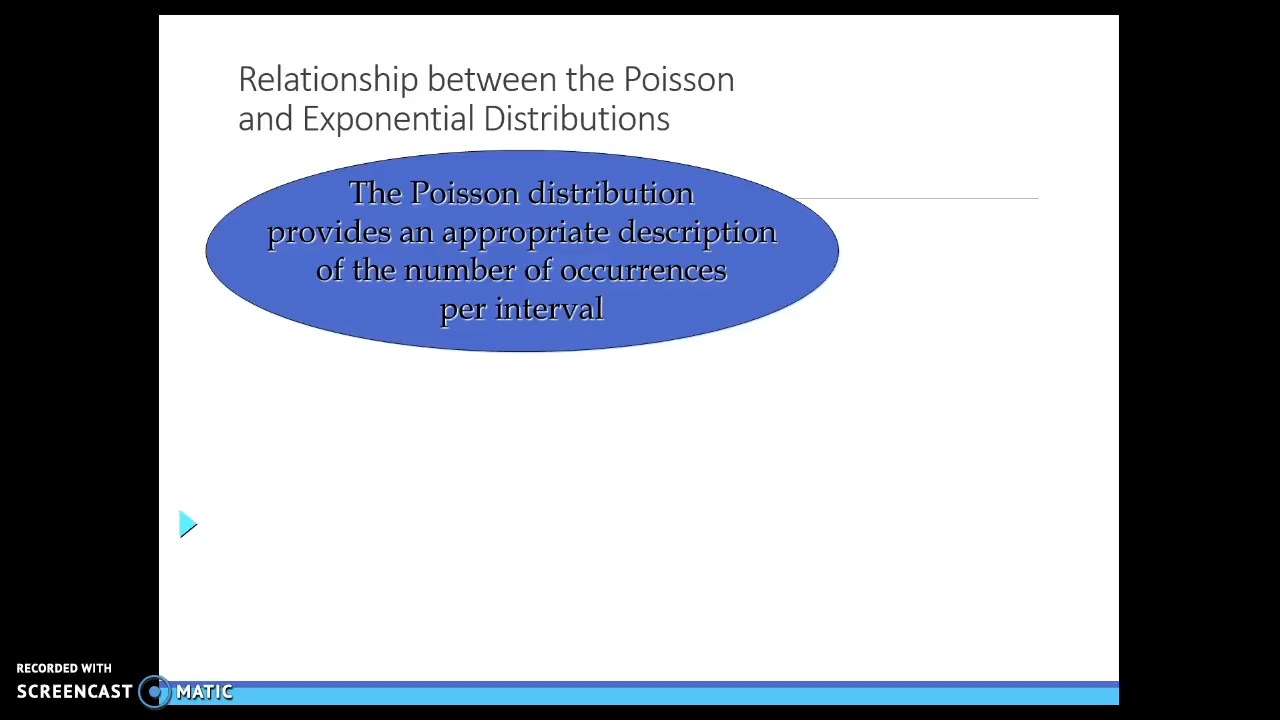 Relationship between the Poisson
and Exponential Distributions
The Poisson distribution
provides an appropriate description
of the number of occurrences
per interval
RECORDED WITH
SCREENCAST MATIC